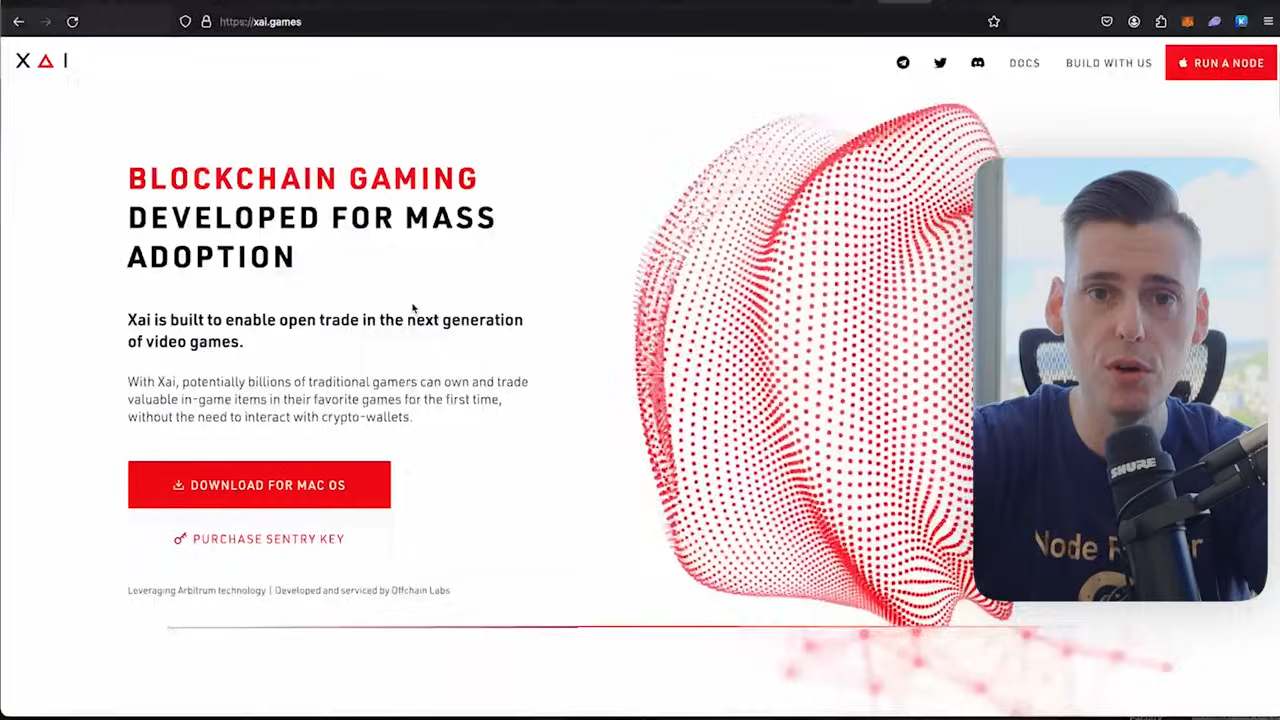 https://xai.games
X △ I
DOCS
BUILD WITH US
RUN A NODE
BLOCKCHAIN GAMING
DEVELOPED FOR MASS
ADOPTION
Xai is built to enable open trade in the next generation
of video games.
With Xai, potentially billions of traditional gamers can own and trade
valuable in-game items in their favorite games for the first time,
without the need to interact with crypto-wallets.
DOWNLOAD FOR MAC OS
PURCHASE SENTRY KEY
Leveraging Arbitrum technology | Developed and serviced by Offchain Labs
SHURE
Node